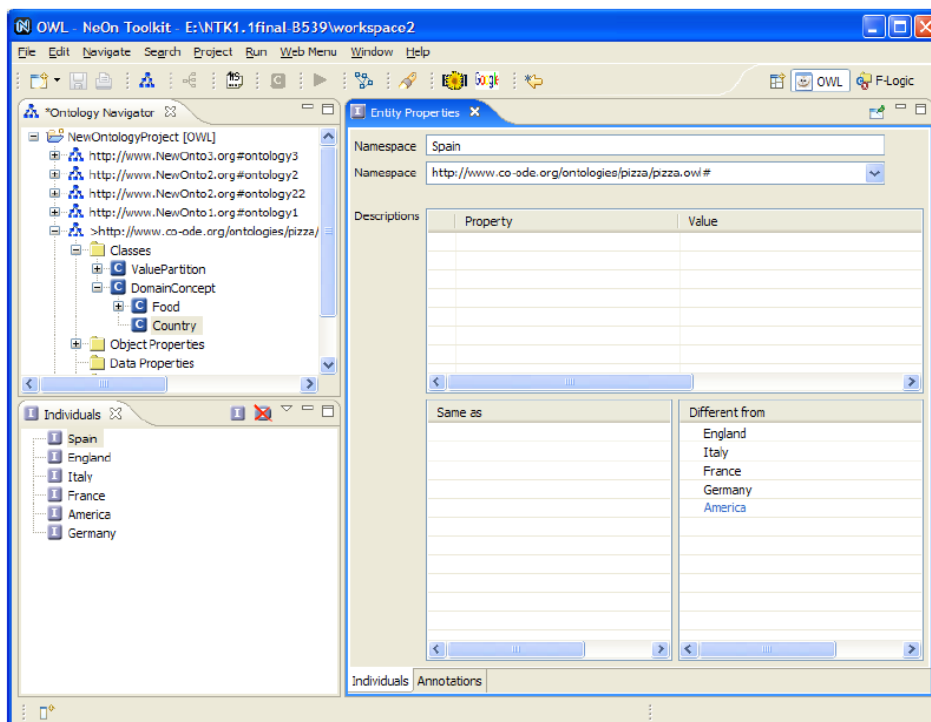 OWL - NeOn Toolkit - E:\NTK1.1final-B539\workspace2
File Edit Navigate Search Project Run Web Menu Window Help
Google
OWL
F-Logic
*Ontology Navigator
NewOntologyProject [OWL]
http://www.NewOnto3.org#ontology3
http://www.NewOnto2.org#ontology2
http://www.NewOnto2.org#ontology22
http://www.NewOnto1.org#ontology1
>http://www.co-ode.org/ontologies/pizza/
Classes
C ValuePartition
C DomainConcept
C Food
C Country
Object Properties
Data Properties
I Individuals
I Spain
I England
I Italy
I France
I America
I Germany
I Entity Properties
Namespace Spain
Namespace http://www.co-ode.org/ontologies/pizza/pizza.owl#
Descriptions
Property Value
Same as
Different from
England
Italy
France
Germany
America
Individuals Annotations